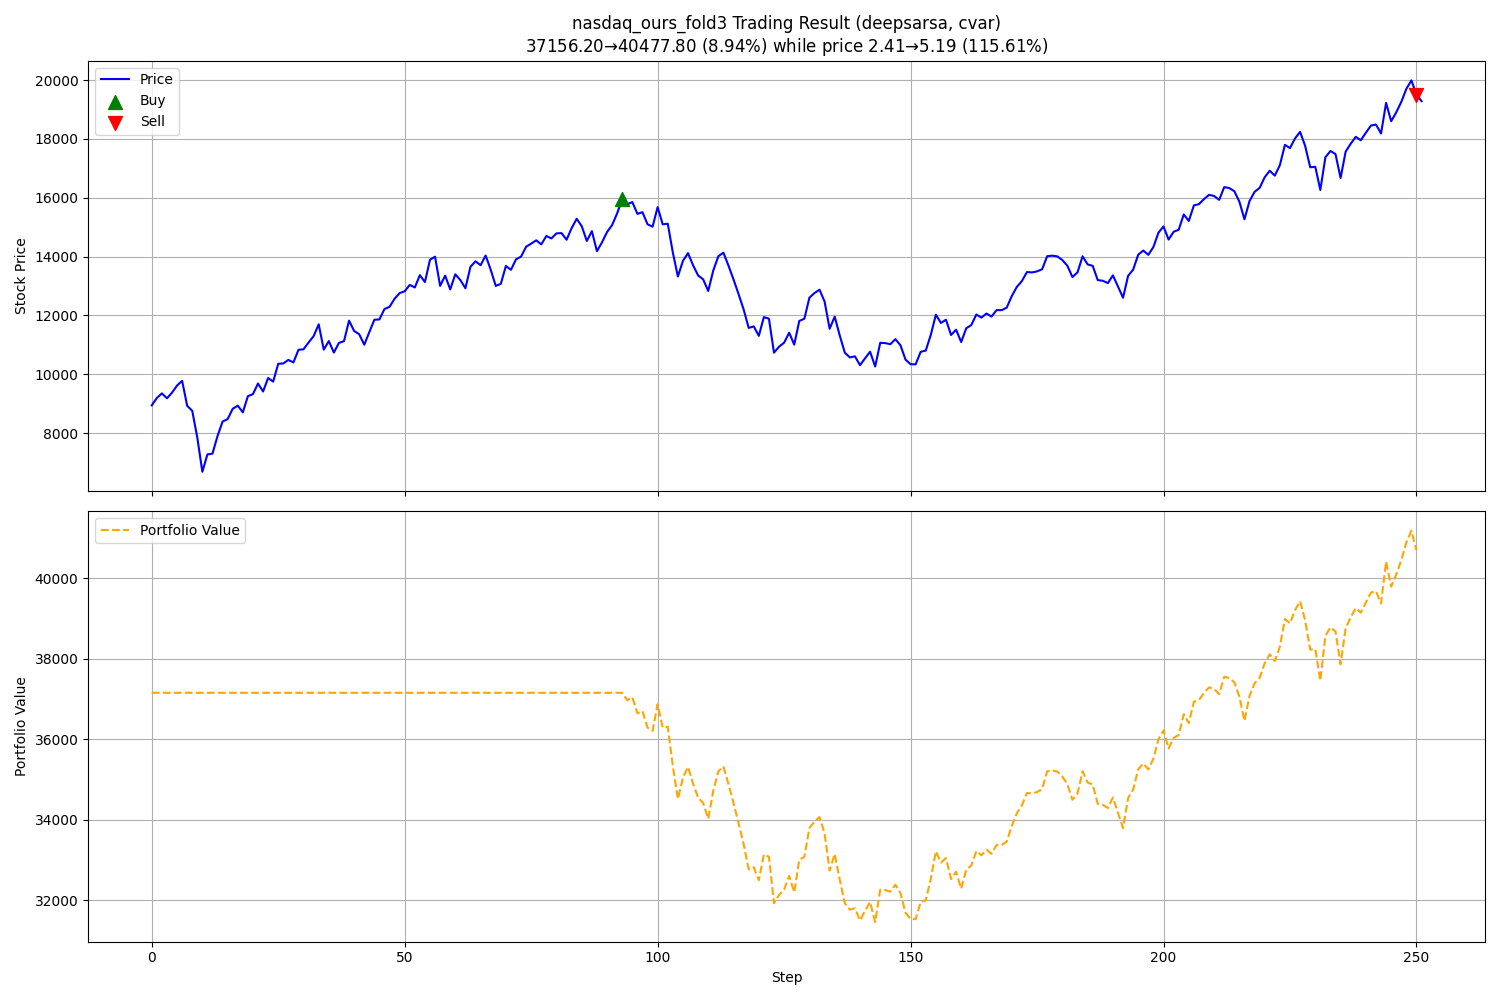 nasdaq_ours_fold3 Trading Result (deepsarsa, cvar)
37156.20→40477.80 (8.94%) while price 2.41→5.19 (115.61%)
Price
Buy
Sell
Stock Price
20000
18000
16000
14000
12000
10000
8000
Portfolio Value
Portfolio Value
40000
38000
36000
34000
32000
0 50 100 150 200 250
Step